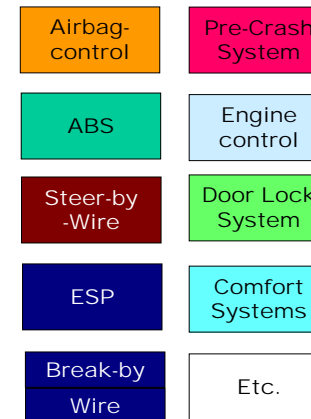 Airbag-
control
Pre-Crash
System
ABS
Engine
control
Steer-by
-Wire
Door Lock
System
ESP
Comfort
Systems
Break-by
Wire
Etc.